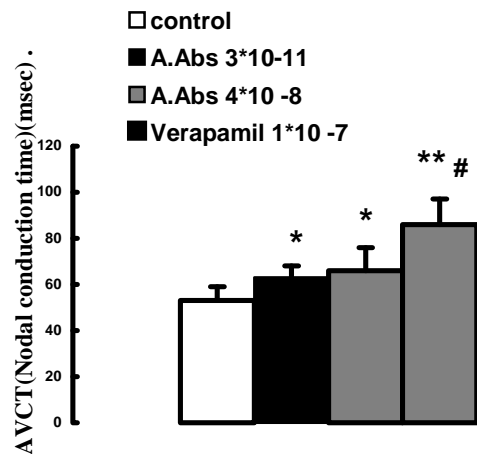 control
A.Abs 3*10-11
A.Abs 4*10 -8
Verapamil 1*10 -7
AVCT(Nodal conduction time)(msec) .
120
100
80
60
40
20
0
*
*
** #